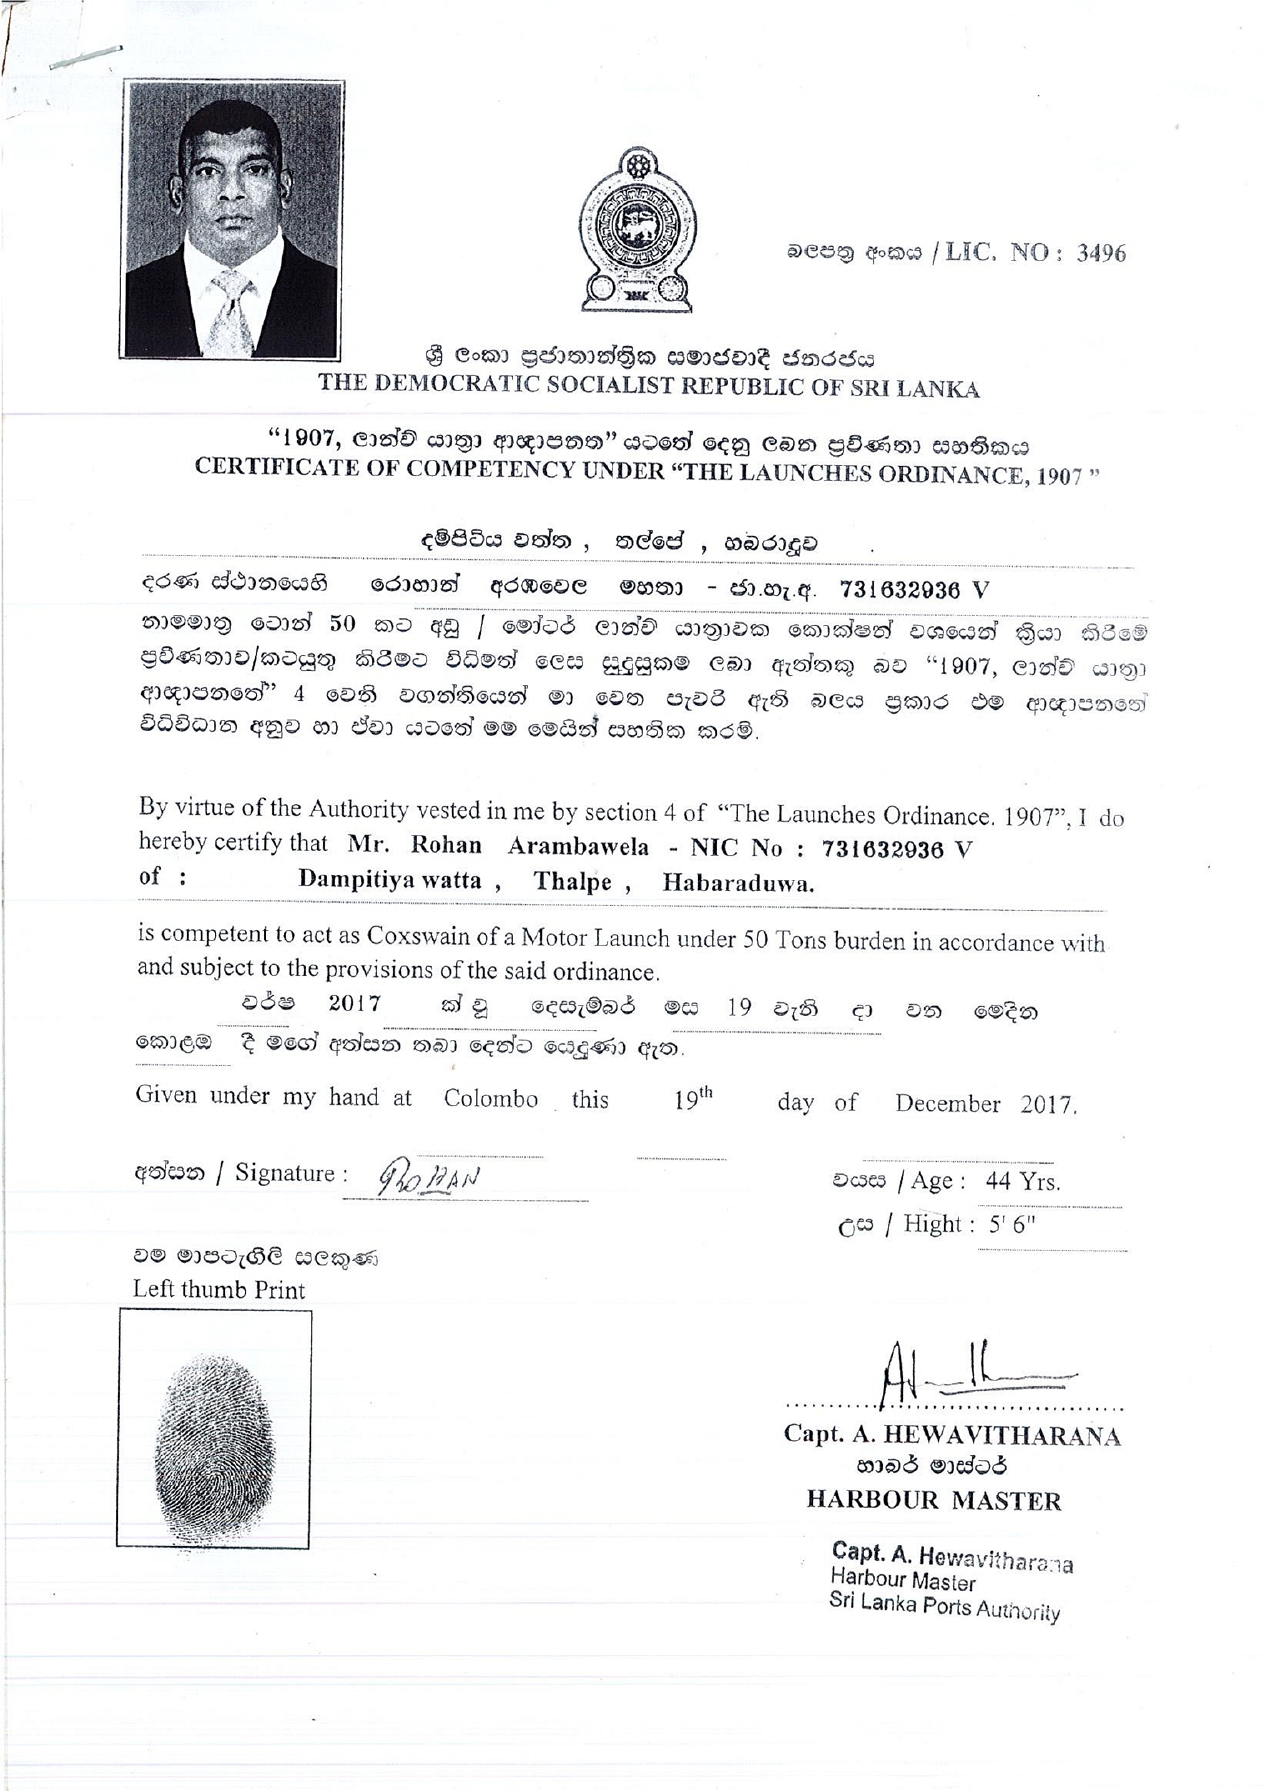 බලපත්‍ර අංකය / LIC. NO : 3496
ශ්‍රී ලංකා ප්‍රජාතාන්ත්‍රික සමාජවාදී ජනරජය
THE DEMOCRATIC SOCIALIST REPUBLIC OF SRI LANKA
“1907, ලාන්ච් යාත්‍රා ආඥාපනත” යටතේ දෙනු ලබන ප්‍රවීණතා සහතිකය
CERTIFICATE OF COMPETENCY UNDER “THE LAUNCHES ORDINANCE, 1907 ”
දම්පිටිය වත්ත , තල්පේ , හබරාදූව .
දරණ ස්ථානයෙහි රොහාන් අරඹවෙල මහතා - ජා.හැ.අ. 731632936 V
නාමමාත්‍ර ටොන් 50 කට අඩු / මෝටර් ලාන්ච් යාත්‍රාවක කොක්ෂන් වශයෙන් ක්‍රියා කිරීමේ
ප්‍රවීණතාව/කටයුතු කිරීමට විධිමත් ලෙස සුදුසුකම් ලබා ඇත්තකු බව “1907, ලාන්ච් යාත්‍රා
ආඥාපනතේ” 4 වෙනි වගන්තියෙන් මා වෙත පැවරී ඇති බලය ප්‍රකාර එම ආඥාපනතේ
විධිවිධාන අනුව හා ඒවා යටතේ මම මෙයින් සහතික කරමි.
By virtue of the Authority vested in me by section 4 of “The Launches Ordinance. 1907”, I do
hereby certify that Mr. Rohan Arambawela - NIC No : 731632936 V
of : Dampitiya watta , Thalpe , Habaraduwa.
is competent to act as Coxswain of a Motor Launch under 50 Tons burden in accordance with
and subject to the provisions of the said ordinance.
වර්ෂ 2017 ක් වූ දෙසැම්බර් මස 19 වැනි දා වන මෙදින
කොළඹ දී මගේ අත්සන තබා දෙන්ට යෙදුණා ඇත.
Given under my hand at Colombo this 19th day of December 2017.
අත්සන / Signature : ROHAN
වයස / Age : 44 Yrs.
උස / Hight : 5' 6"
වම් මාපටැඟිලි සලකුණ
Left thumb Print
Capt. A. HEWAVITHARANA
හාබර් මාස්ටර්
HARBOUR MASTER
Capt. A. Hewavitharana
Harbour Master
Sri Lanka Ports Authority